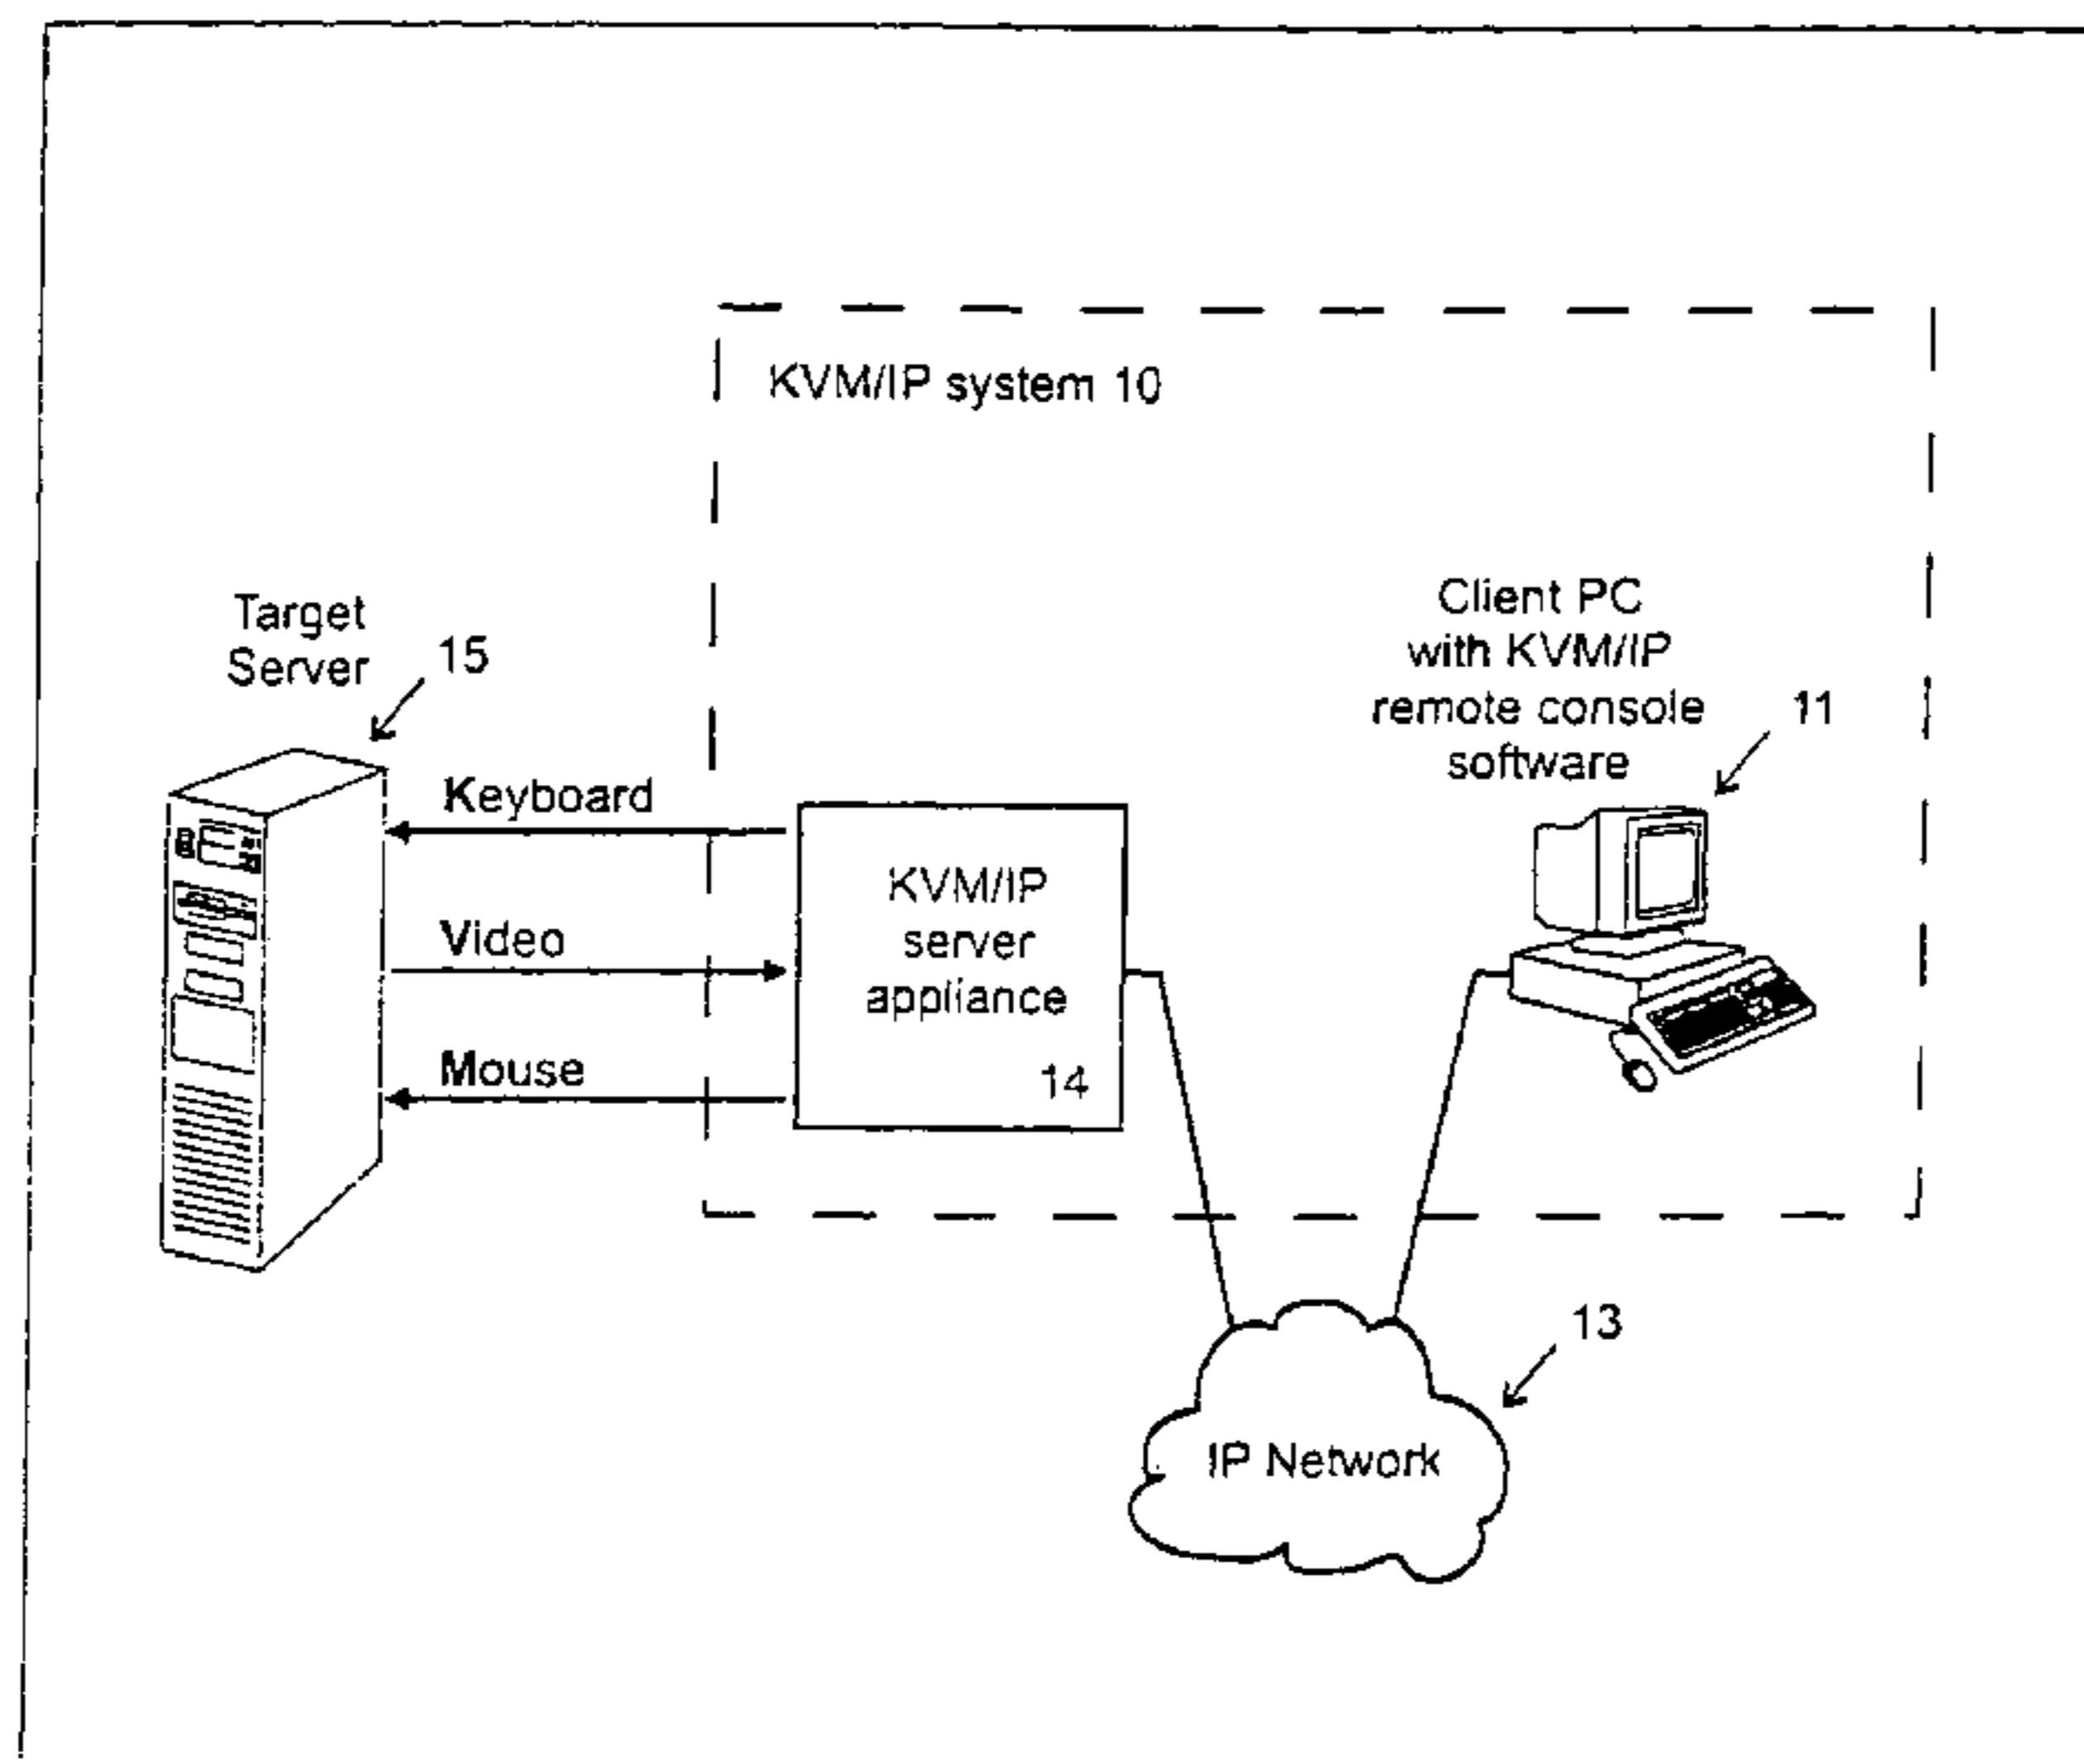 KVM/IP system 10
Target
Server
15
Client PC
with KVM/IP
remote console
software
11
Keyboard
Video
Mouse
KVM/IP
server
appliance
14
13
IP Network